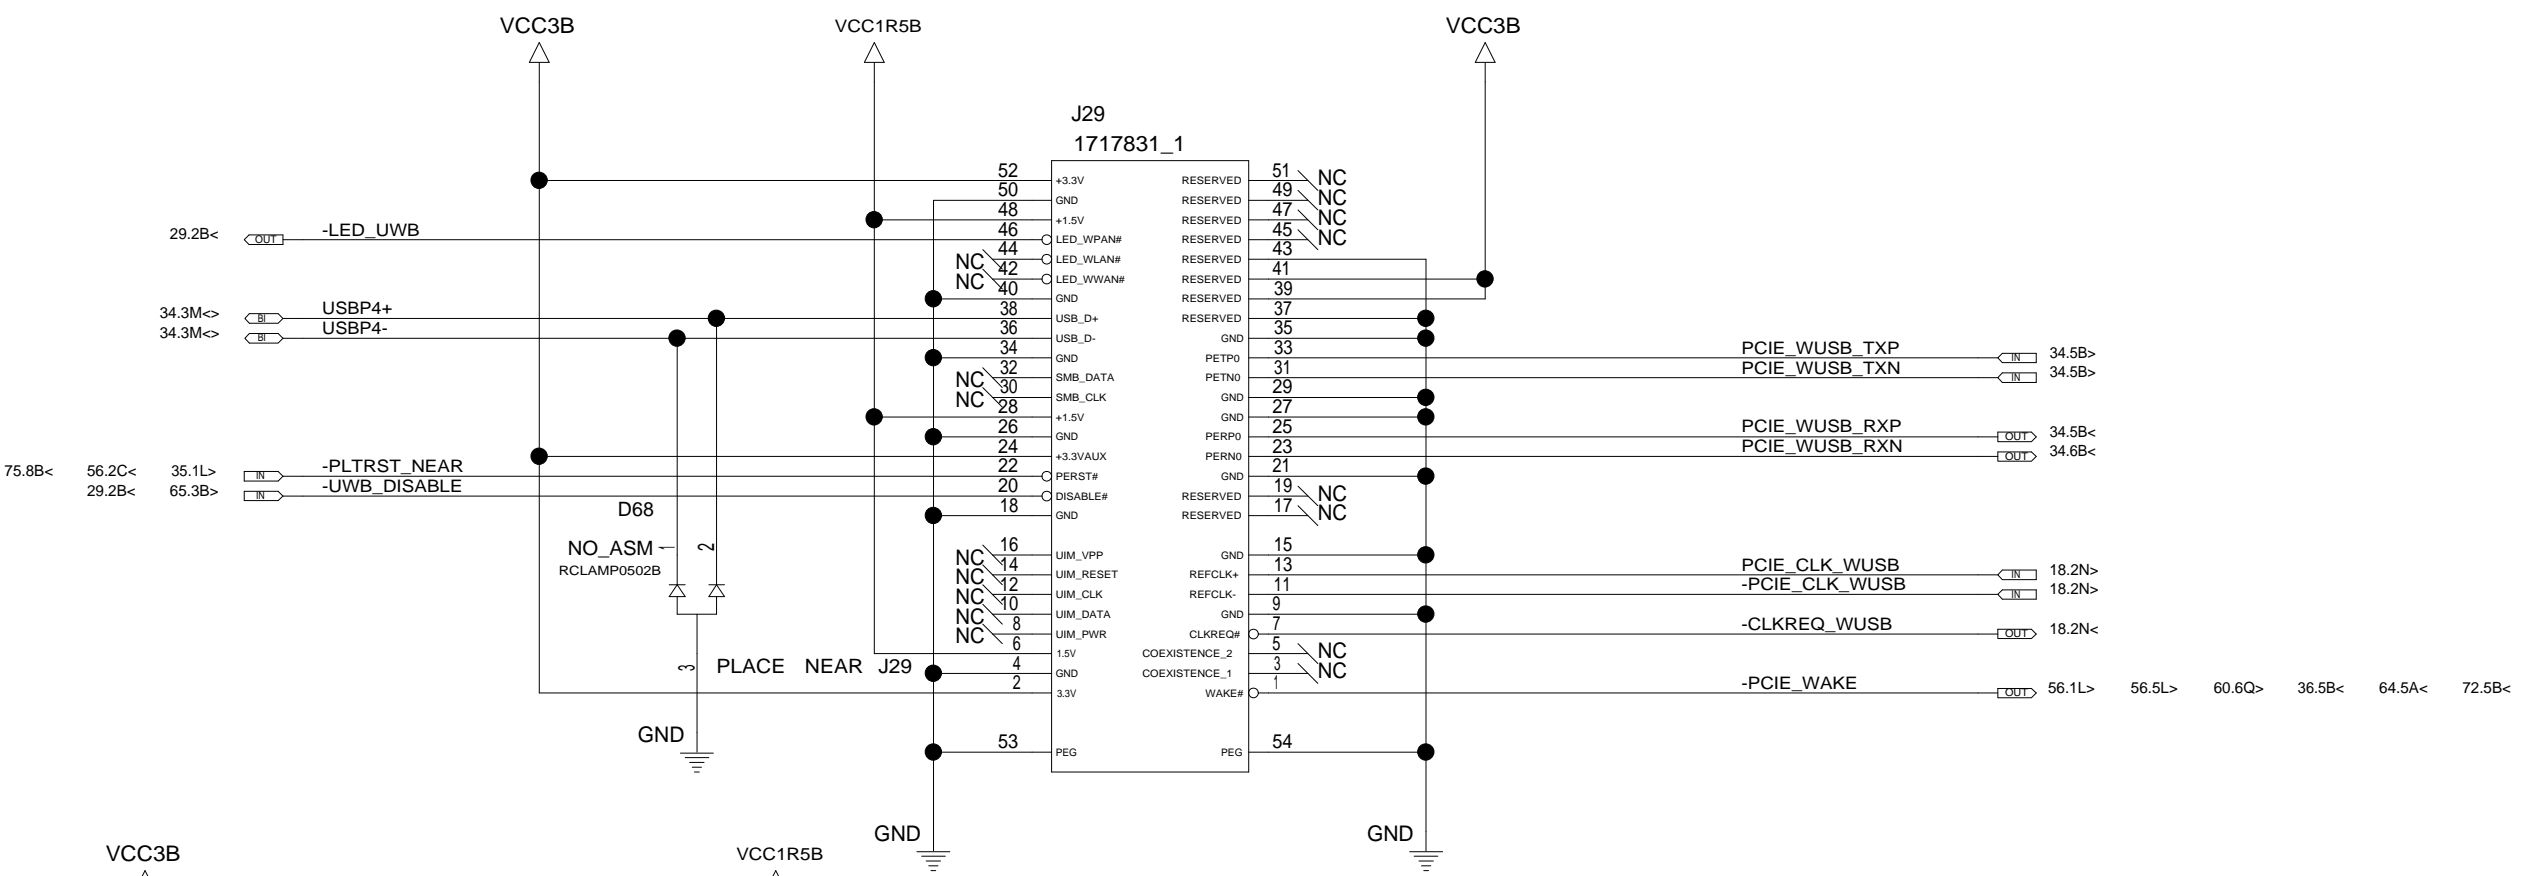 VCC3B VCC1R5B VCC3B
J29
1717831_1
52 +3.3V RESERVED 51 NC
50 GND RESERVED 49 NC
48 +1.5V RESERVED 47 NC
29.2B< OUT -LED_UWB 46 LED_WPAN# RESERVED 45 NC
NC 44 LED_WLAN# RESERVED 43
NC 42 LED_WWAN# RESERVED 41
40 GND RESERVED 39
34.3M<> BI USBP4+ 38 USB_D+ RESERVED 37
34.3M<> BI USBP4- 36 USB_D- GND 35
34 GND PETP0 33 PCIE_WUSB_TXP IN 34.5B>
NC 32 SMB_DATA PETN0 31 PCIE_WUSB_TXN IN 34.5B>
NC 30 SMB_CLK GND 29
28 +1.5V GND 27
26 GND PERP0 25 PCIE_WUSB_RXP OUT 34.5B<
24 +3.3VAUX PERN0 23 PCIE_WUSB_RXN OUT 34.6B<
75.8B< 56.2C< 35.1L> IN -PLTRST_NEAR 22 PERST# GND 21
29.2B< 65.3B> IN -UWB_DISABLE 20 DISABLE# RESERVED 19 NC
D68 18 GND RESERVED 17 NC
NO_ASM 1 2 NC 16 UIM_VPP GND 15
RCLAMP0502B NC 14 UIM_RESET REFCLK+ 13 PCIE_CLK_WUSB IN 18.2N>
NC 12 UIM_CLK REFCLK- 11 -PCIE_CLK_WUSB IN 18.2N>
NC 10 UIM_DATA GND 9
NC 8 UIM_PWR CLKREQ# 7 -CLKREQ_WUSB OUT 18.2N<
6 1.5V COEXISTENCE_2 5 NC
3 PLACE NEAR J29 4 GND COEXISTENCE_1 3 NC
2 3.3V WAKE# 1 -PCIE_WAKE OUT 56.1L> 56.5L> 60.6Q> 36.5B< 64.5A< 72.5B<
GND 53 PEG PEG 54
GND GND
VCC3B VCC1R5B